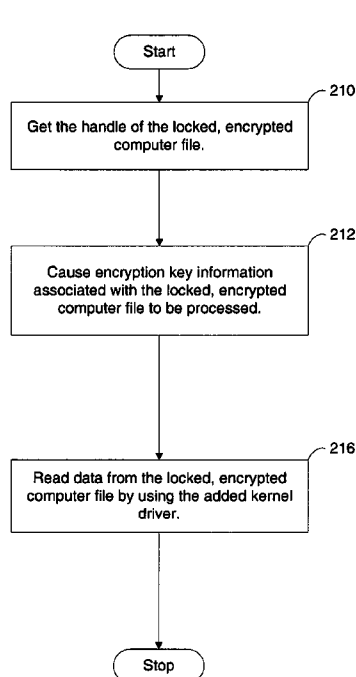 Start
210
Get the handle of the locked, encrypted
computer file.
212
Cause encryption key information
associated with the locked, encrypted
computer file to be processed.
216
Read data from the locked, encrypted
computer file by using the added kernel
driver.
Stop